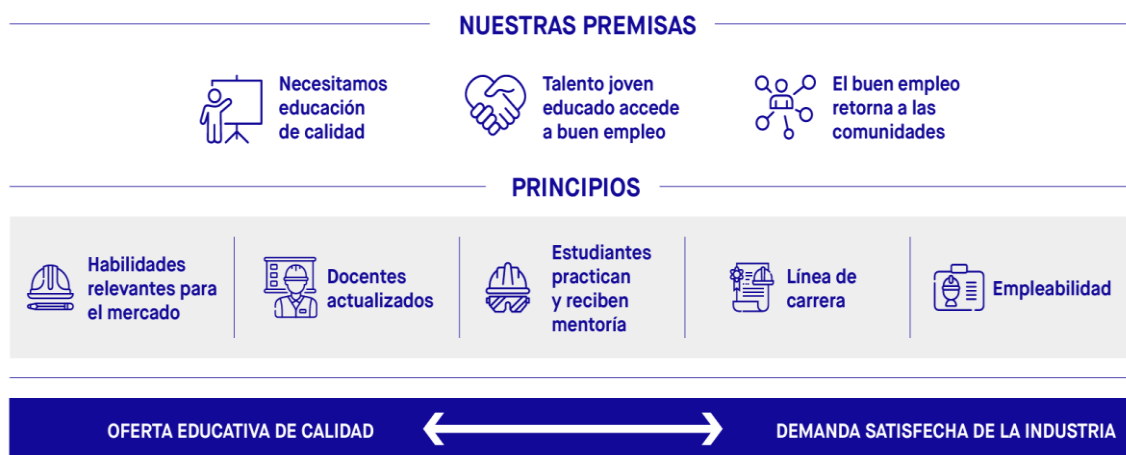 NUESTRAS PREMISAS
Necesitamos
educación
de calidad
Talento joven
educado accede
a buen empleo
El buen empleo
retorna a las
comunidades
PRINCIPIOS
Habilidades
relevantes para
el mercado
Docentes
actualizados
Estudiantes
practican
y reciben
mentoría
Línea de
carrera
Empleabilidad
OFERTA EDUCATIVA DE CALIDAD
DEMANDA SATISFECHA DE LA INDUSTRIA